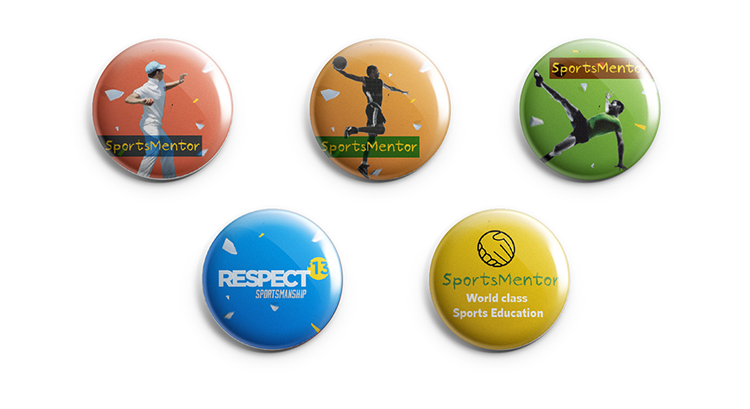 SportsMentor
SportsMentor
SportsMentor
RESPECT
+13
SPORTSMANSHIP
SportsMentor
World class
Sports Education